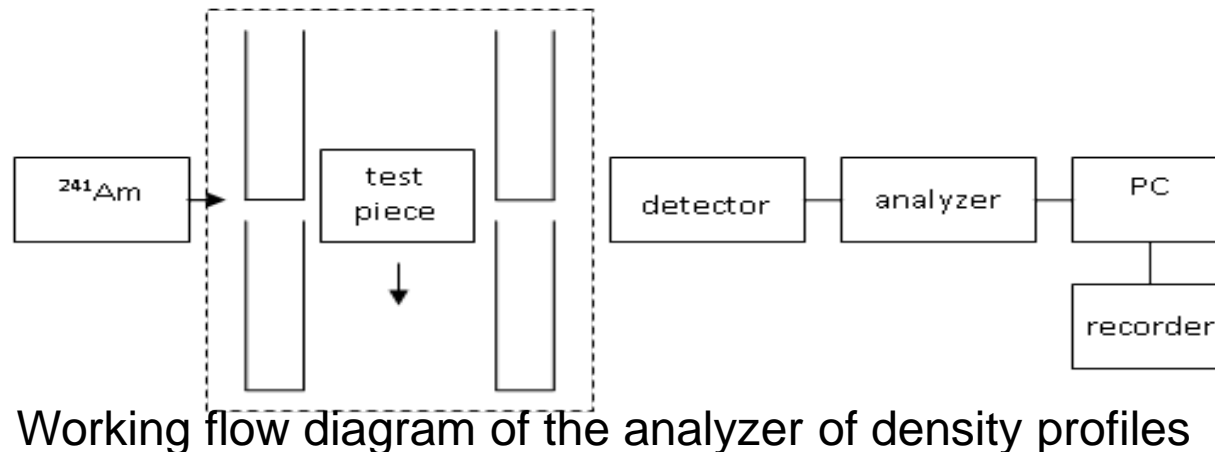 ²⁴¹Am
test
piece
detector
analyzer
PC
recorder
Working flow diagram of the analyzer of density profiles